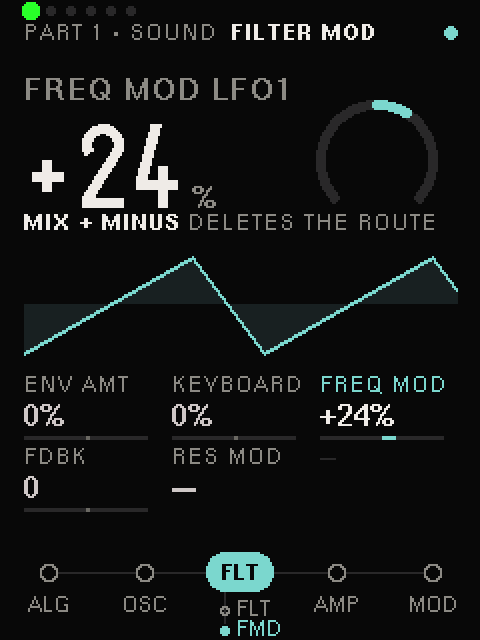 PART 1 · SOUND FILTER MOD
FREQ MOD LFO1
+24 %
MIX + MINUS DELETES THE ROUTE
ENV AMT KEYBOARD FREQ MOD
0% 0% +24%
FDBK RES MOD —
0 —
FLT
ALG OSC FLT AMP MOD
FMD